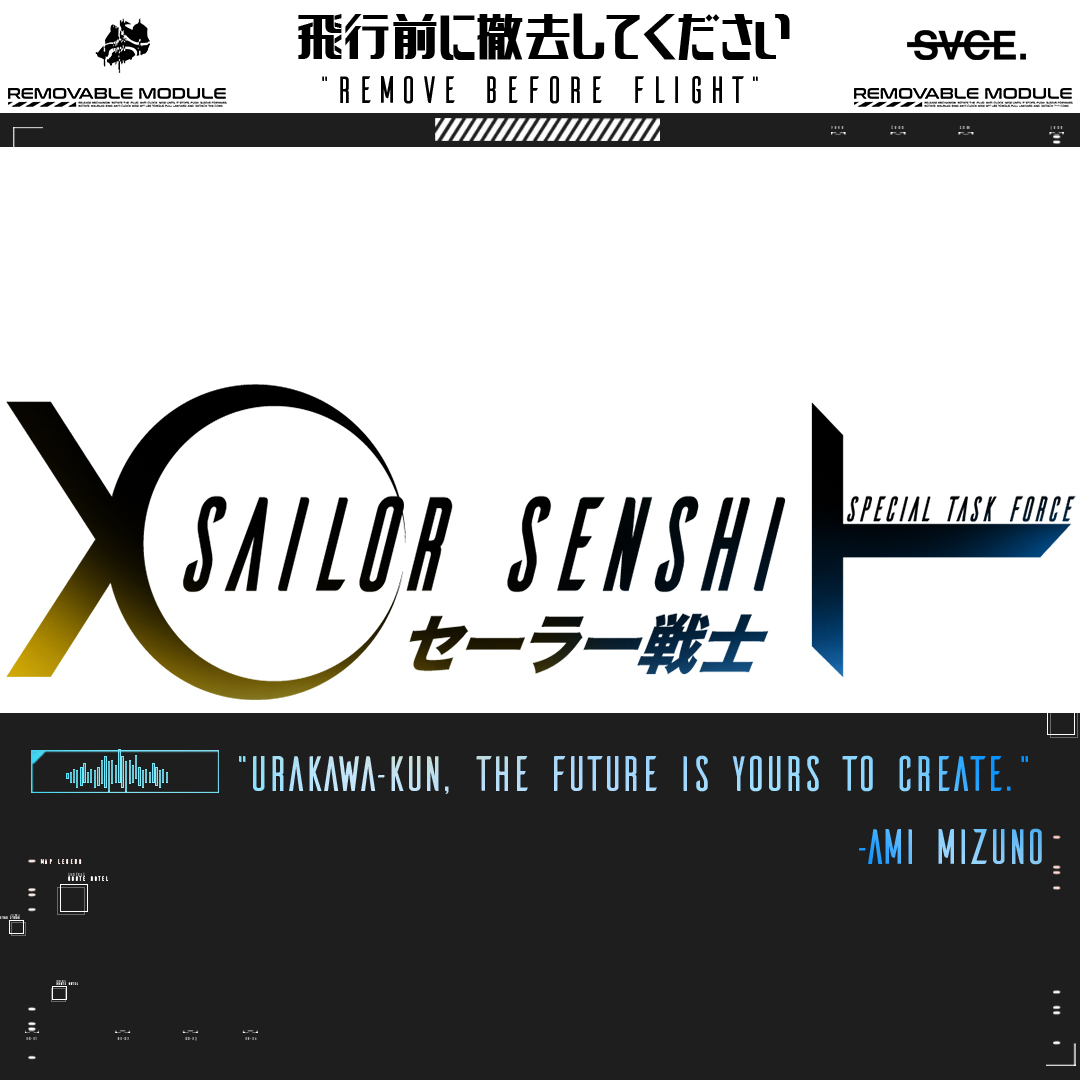 飛行前に撤去してください
SVCE.
"REMOVE BEFORE FLIGHT"
REMOVABLE MODULE
REMOVABLE MODULE
SAILOR SENSHI
SPECIAL TASK FORCE
セーラー戦士
"URAKAWA-KUN, THE FUTURE IS YOURS TO CREATE."
-AMI MIZUNO
MAP LEGEND